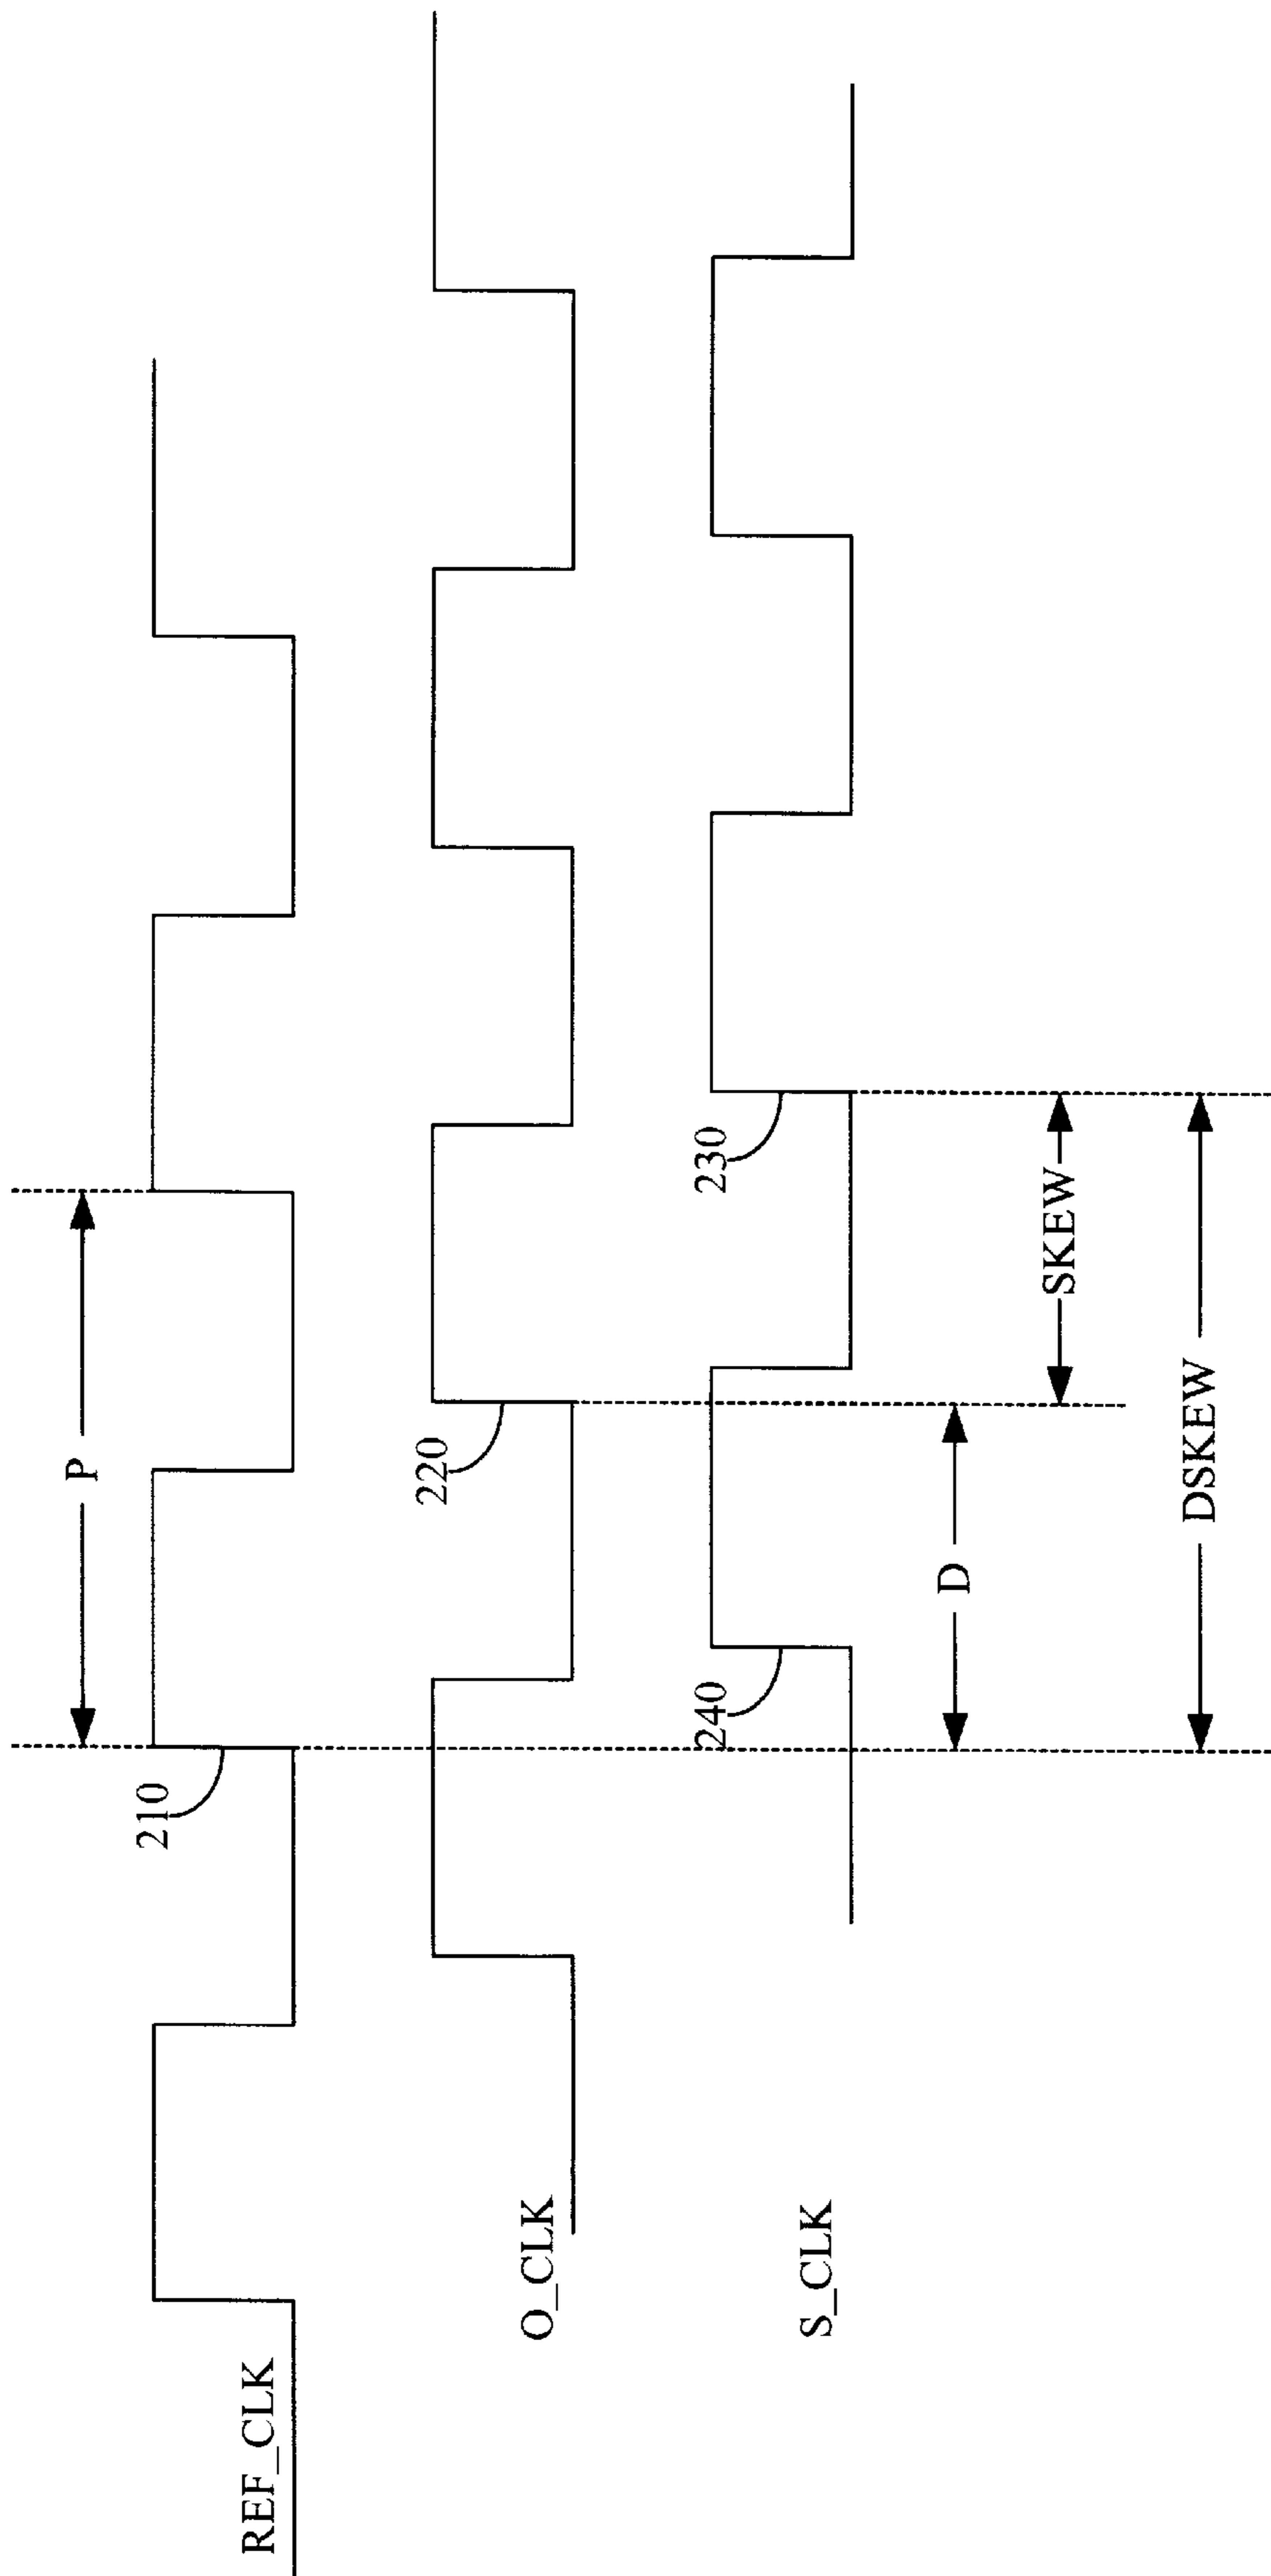 P
210
REF_CLK
220
O_CLK
230
240
S_CLK
D
SKEW
DSKEW